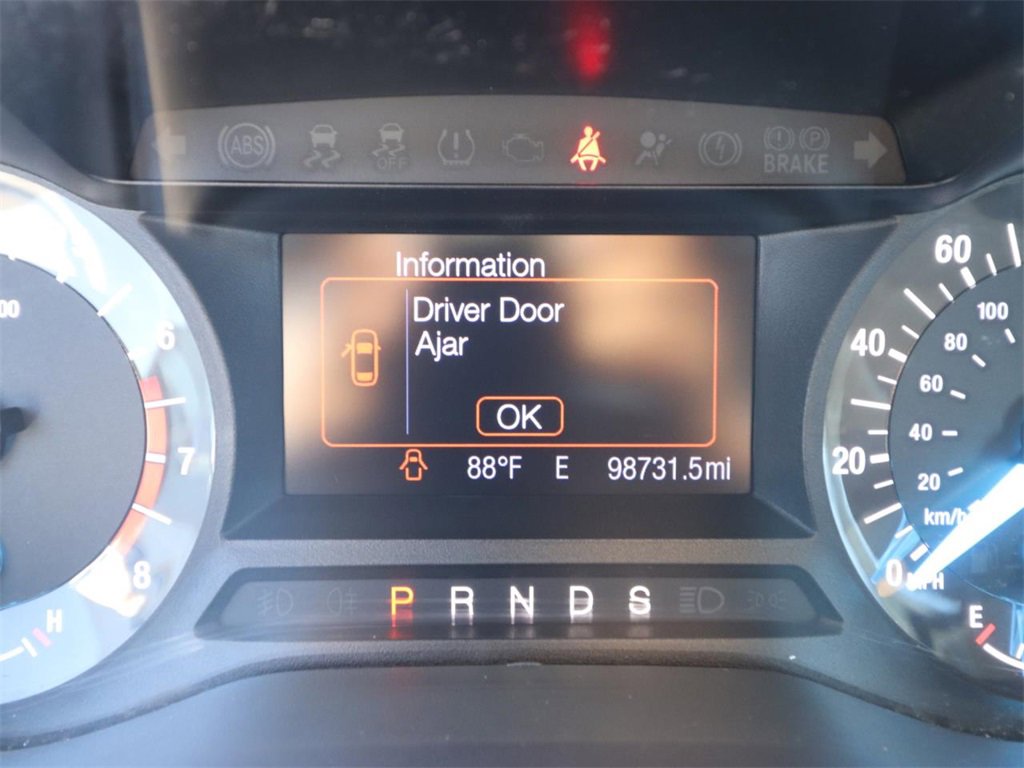 ABS OFF BRAKE
P
Information
Driver Door
Ajar
OK
88°F E 98731.5mi
6
7
8
H
60
40
20
0 MPH
100
80
60
40
20
km/h
E
P R N D S